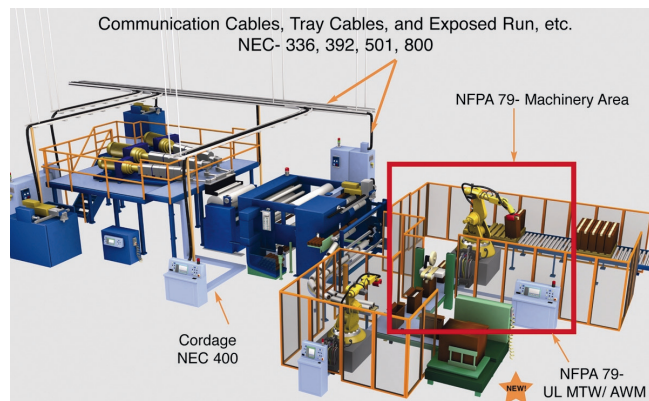 Communication Cables, Tray Cables, and Exposed Run, etc.
NEC- 336, 392, 501, 800
NFPA 79- Machinery Area
Cordage
NEC 400
NEW!
NFPA 79-
UL MTW/ AWM